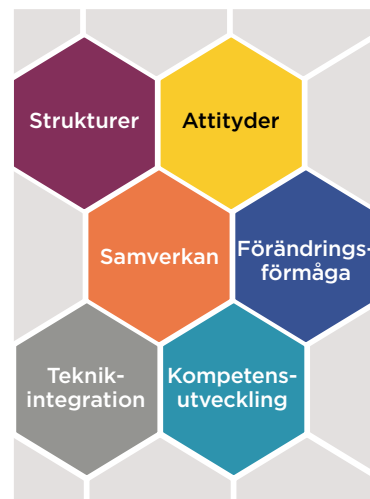 Strukturer
Attityder
Samverkan
Förändrings-
förmåga
Teknik-
integration
Kompetens-
utveckling